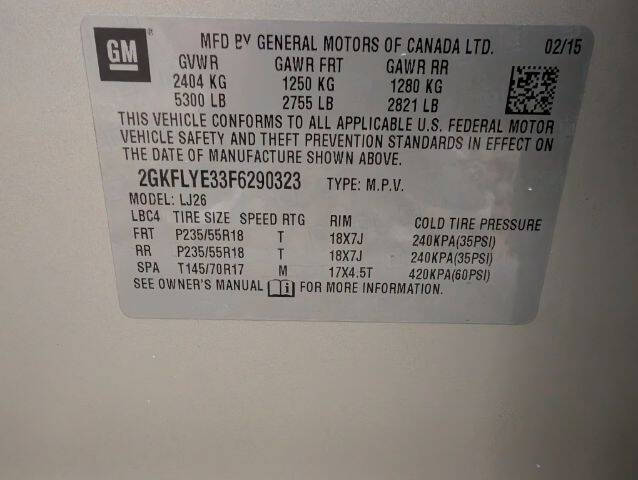 GM
MFD BY GENERAL MOTORS OF CANADA LTD. 02/15
GVWR GAWR FRT GAWR RR
2404 KG 1250 KG 1280 KG
5300 LB 2755 LB 2821 LB
THIS VEHICLE CONFORMS TO ALL APPLICABLE U.S. FEDERAL MOTOR
VEHICLE SAFETY AND THEFT PREVENTION STANDARDS IN EFFECT ON
THE DATE OF MANUFACTURE SHOWN ABOVE.
2GKFLYE33F6290323 TYPE: M.P.V.
MODEL: LJ26
LBC4 TIRE SIZE SPEED RTG RIM COLD TIRE PRESSURE
FRT P235/55R18 T 18X7J 240KPA(35PSI)
RR P235/55R18 T 18X7J 240KPA(35PSI)
SPA T145/70R17 M 17X4.5T 420KPA(60PSI)
SEE OWNER'S MANUAL i FOR MORE INFORMATION.